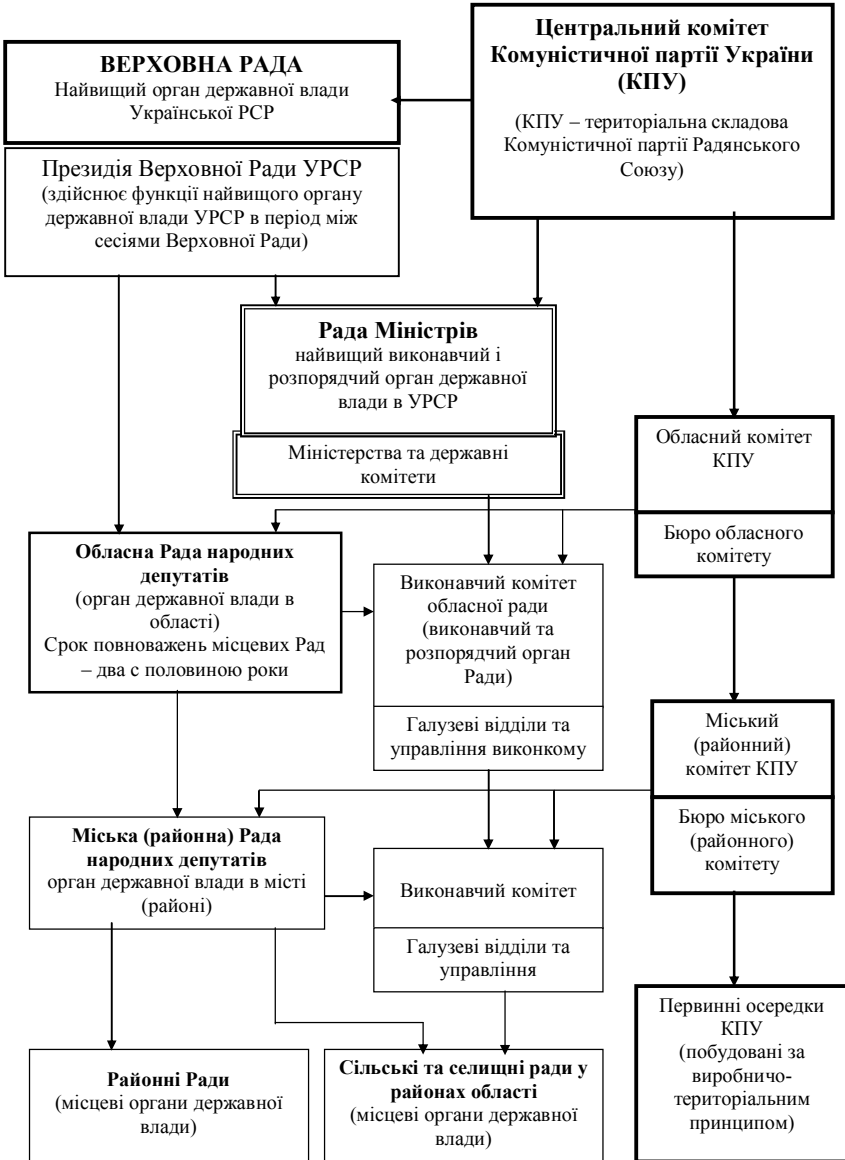 ВЕРХОВНА РАДА
Найвищий орган державної влади
Української РСР
Центральний комітет
Комуністичної партії України
(КПУ)
(КПУ – територіальна складова
Комуністичної партії Радянського
Союзу)
Президія Верховної Ради УРСР
(здійснює функції найвищого органу
державної влади УРСР в період між
сесіями Верховної Ради)
Рада Міністрів
найвищий виконавчий і
розпорядчий орган державної
влади в УРСР
Міністерства та державні
комітети
Обласний комітет
КПУ
Бюро обласного
комітету
Обласна Рада народних
депутатів
(орган державної влади в
області)
Срок повноважень місцевих Рад
– два с половиною роки
Виконавчий комітет
обласної ради
(виконавчий та
розпорядчий орган
Ради)
Галузеві відділи та
управління виконкому
Міський
(районний)
комітет КПУ
Бюро міського
(районного)
комітету
Міська (районна) Рада
народних депутатів
орган державної влади в місті
(районі)
Виконавчий комітет
Галузеві відділи та
управління
Первинні осередки
КПУ
(побудовані за
виробничо-
територіальним
принципом)
Районні Ради
(місцеві органи державної
влади)
Сільські та селищні ради у
районах області
(місцеві органи державної
влади)